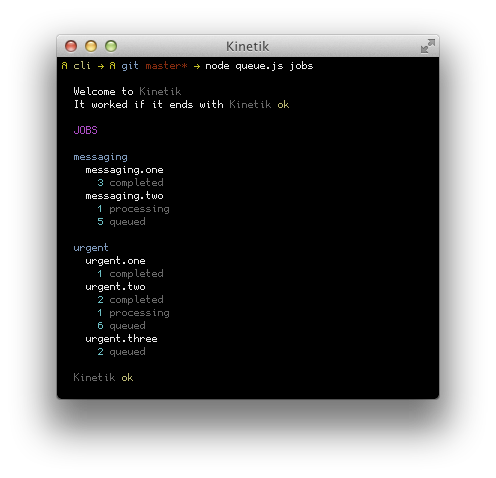 Kinetik
A cli → A git master* → node queue.js jobs
Welcome to Kinetik
It worked if it ends with Kinetik ok
JOBS
messaging
messaging.one
3 completed
messaging.two
1 processing
5 queued
urgent
urgent.one
1 completed
urgent.two
2 completed
1 processing
6 queued
urgent.three
2 queued
Kinetik ok